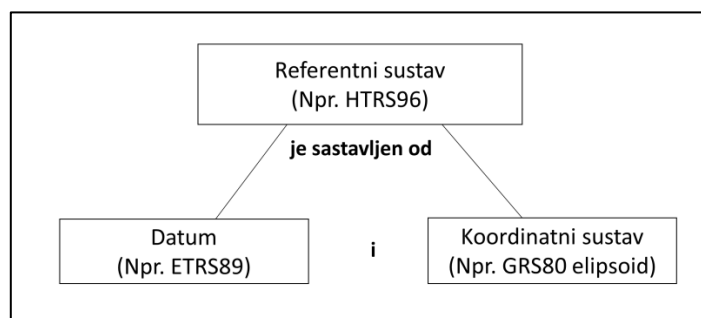 Referentni sustav
(Npr. HTRS96)
je sastavljen od
Datum
(Npr. ETRS89)
i
Koordinatni sustav
(Npr. GRS80 elipsoid)